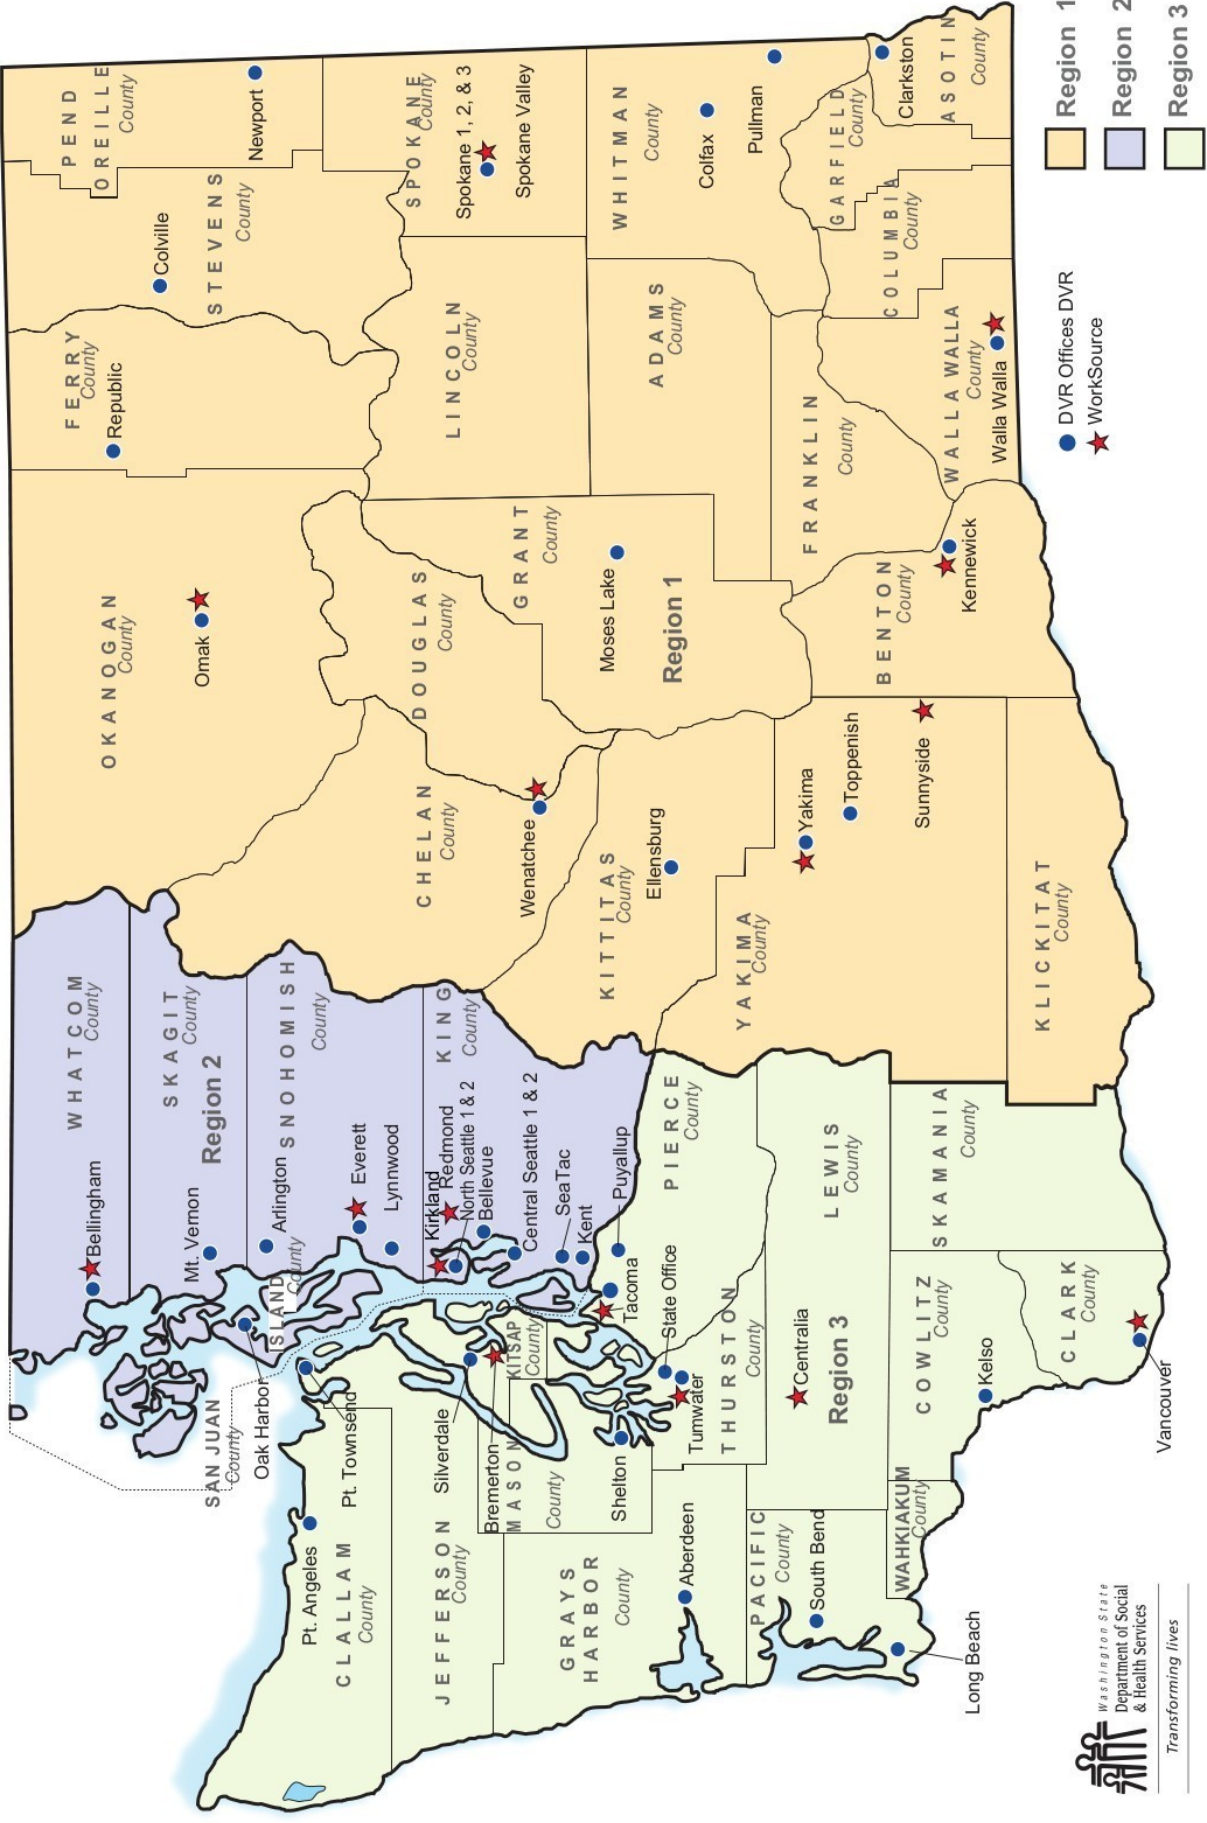 WHATCOM
County
Bellingham
SKAGIT
County
Region 2
Mt. Vernon
SAN JUAN
County
ISLAND
County
Oak Harbor
SNOHOMISH
County
Arlington
Everett
Lynnwood
KING
County
Kirkland
Redmond
North Seattle 1 & 2
Bellevue
Central Seattle 1 & 2
SeaTac
Kent
Puyallup
OKANOGAN
County
Omak
FERRY
County
Republic
STEVENS
County
Colville
PEND
OREILLE
County
Newport
CHELAN
County
Wenatchee
DOUGLAS
County
GRANT
County
Moses Lake
Region 1
LINCOLN
County
SPOKANE
County
Spokane 1, 2, & 3
Spokane Valley
KITTITAS
County
Ellensburg
ADAMS
County
WHITMAN
County
Colfax
Pullman
YAKIMA
County
Yakima
Toppenish
Sunnyside
BENTON
County
Kennewick
FRANKLIN
County
WALLA WALLA
County
Walla Walla
COLUMBIA
County
GARFIELD
County
ASOTIN
County
Clarkston
KLICKITAT
County
CLALLAM
County
Pt. Angeles
Pt. Townsend
JEFFERSON
County
Silverdale
Bremerton
KITSAP
County
MASON
County
Shelton
GRAYS
HARBOR
County
Aberdeen
PIERCE
County
Tacoma
State Office
Tumwater
THURSTON
County
Centralia
Region 3
LEWIS
County
PACIFIC
County
South Bend
Long Beach
WAHKIAKUM
County
COWLITZ
County
Kelso
SKAMANIA
County
CLARK
County
Vancouver
DVR Offices DVR
WorkSource
Region 1
Region 2
Region 3
Washington State
Department of Social
& Health Services
Transforming lives